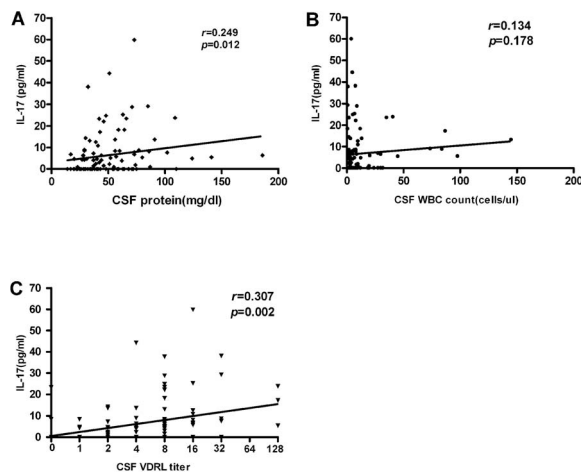 A
r=0.249
p=0.012
IL-17(pg/ml)
70
60
50
40
30
20
10
0
0 50 100 150 200
CSF protein(mg/dl)
B
r=0.134
p=0.178
IL-17(pg/ml)
70
60
50
40
30
20
10
0
0 50 100 150 200
CSF WBC count(cells/ul)
C
r=0.307
p=0.002
IL-17(pg/ml)
70
60
50
40
30
20
10
0
0 1 2 4 8 16 32 64 128
CSF VDRL titer